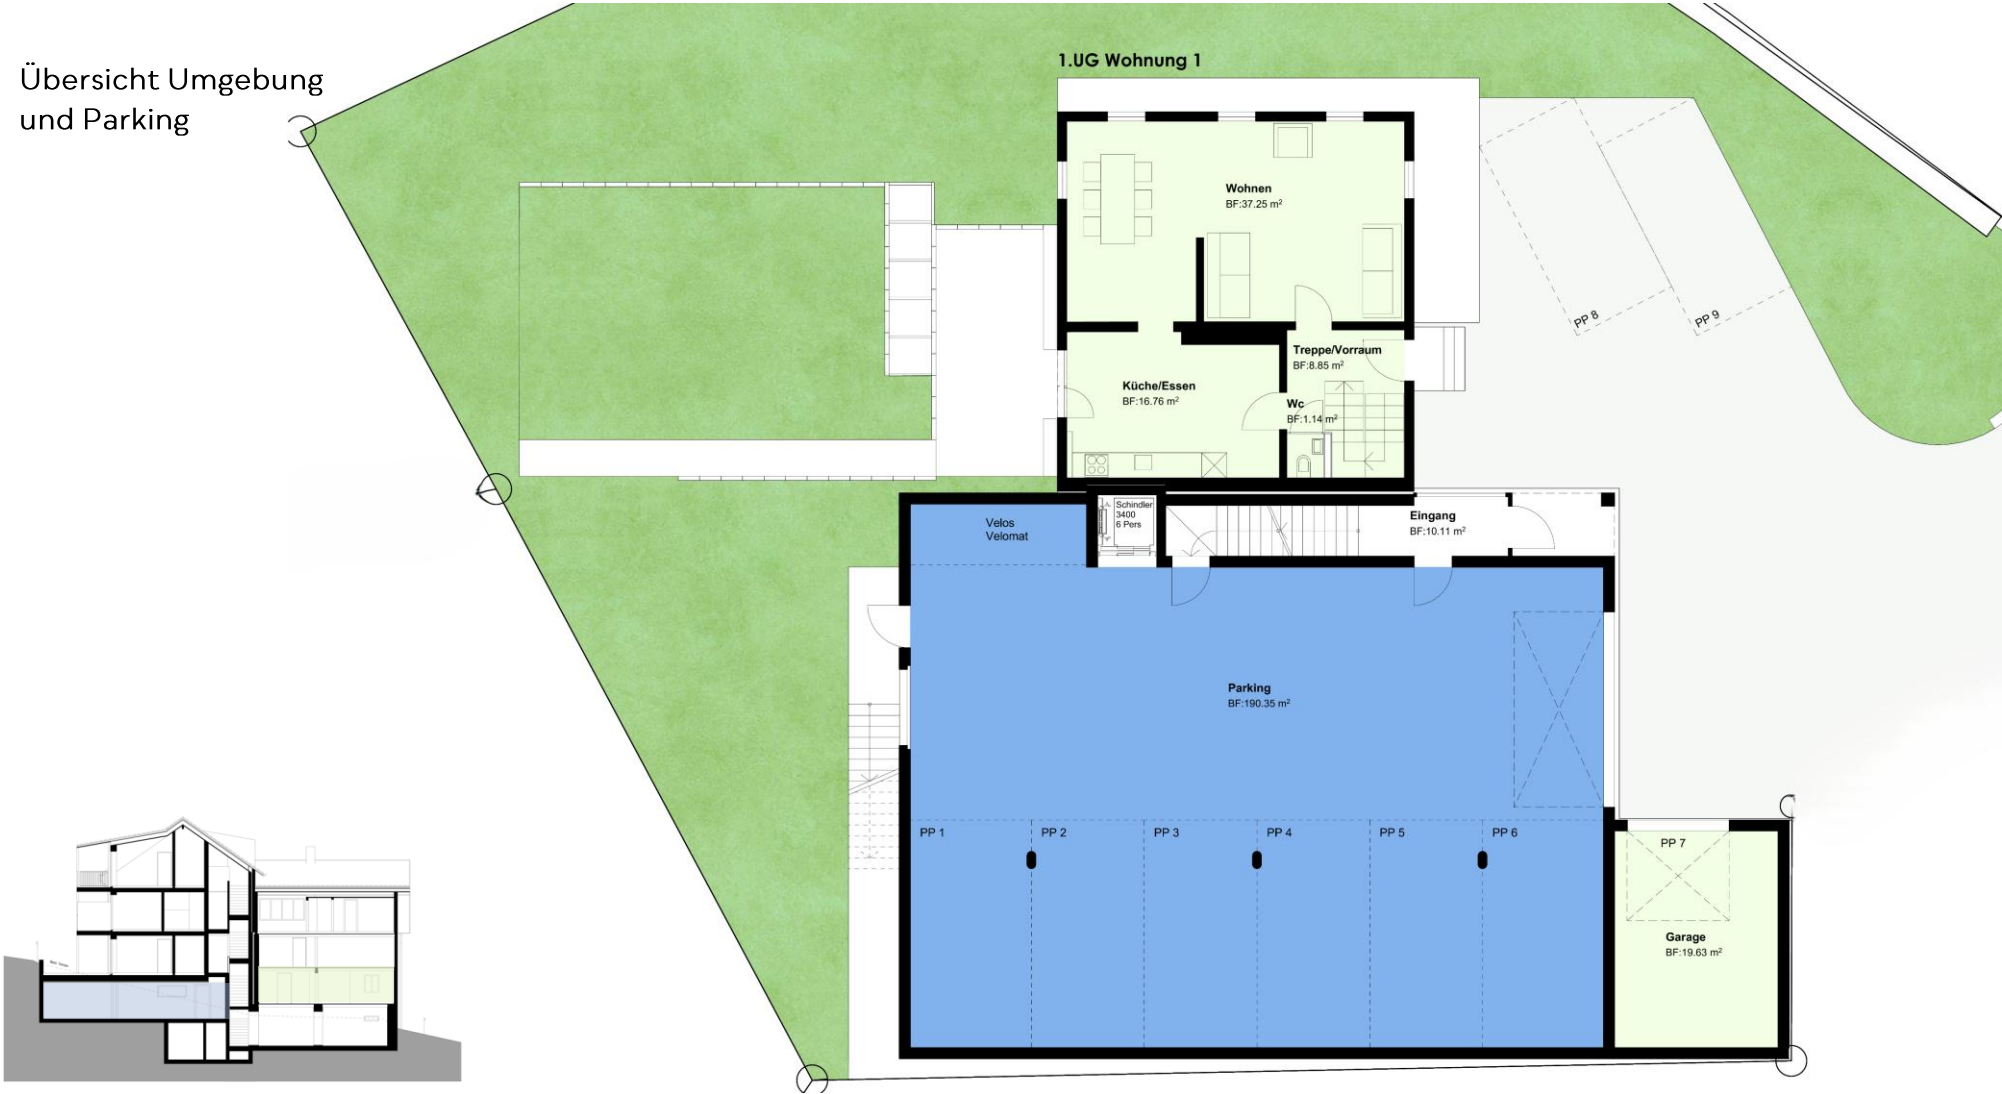 Übersicht Umgebung
und Parking
1.UG Wohnung 1
Wohnen
BF:37.25 m²
PP 8
PP 9
Treppe/Vorraum
BF:8.85 m²
Küche/Essen
BF:16.76 m²
Wc
BF:1.14 m²
Velos
Velomat
Schindler
3400
6 Pers
Eingang
BF:10.11 m²
Parking
BF:190.35 m²
PP 1
PP 2
PP 3
PP 4
PP 5
PP 6
PP 7
Garage
BF:19.63 m²